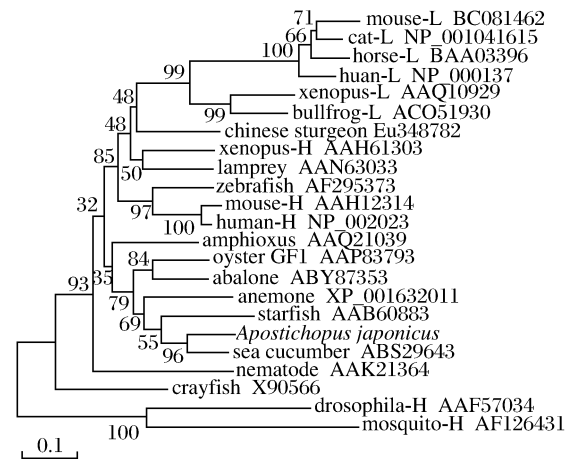 71 mouse-L BC081462
66 cat-L NP_001041615
100 horse-L BAA03396
huan-L NP_000137
99 xenopus-L AAQ10929
99 bullfrog-L ACO51930
48 chinese sturgeon Eu348782
48 xenopus-H AAH61303
50 lamprey AAN63033
85 zebrafish AF295373
97 mouse-H AAH12314
100 human-H NP_002023
32 amphioxus AAQ21039
84 oyster GF1 AAP83793
35 abalone ABY87353
93 79 anemone XP_001632011
69 starfish AAB60883
55 Apostichopus japonicus
96 sea cucumber ABS29643
nematode AAK21364
crayfish X90566
drosophila-H AAF57034
100 mosquito-H AF126431
0.1